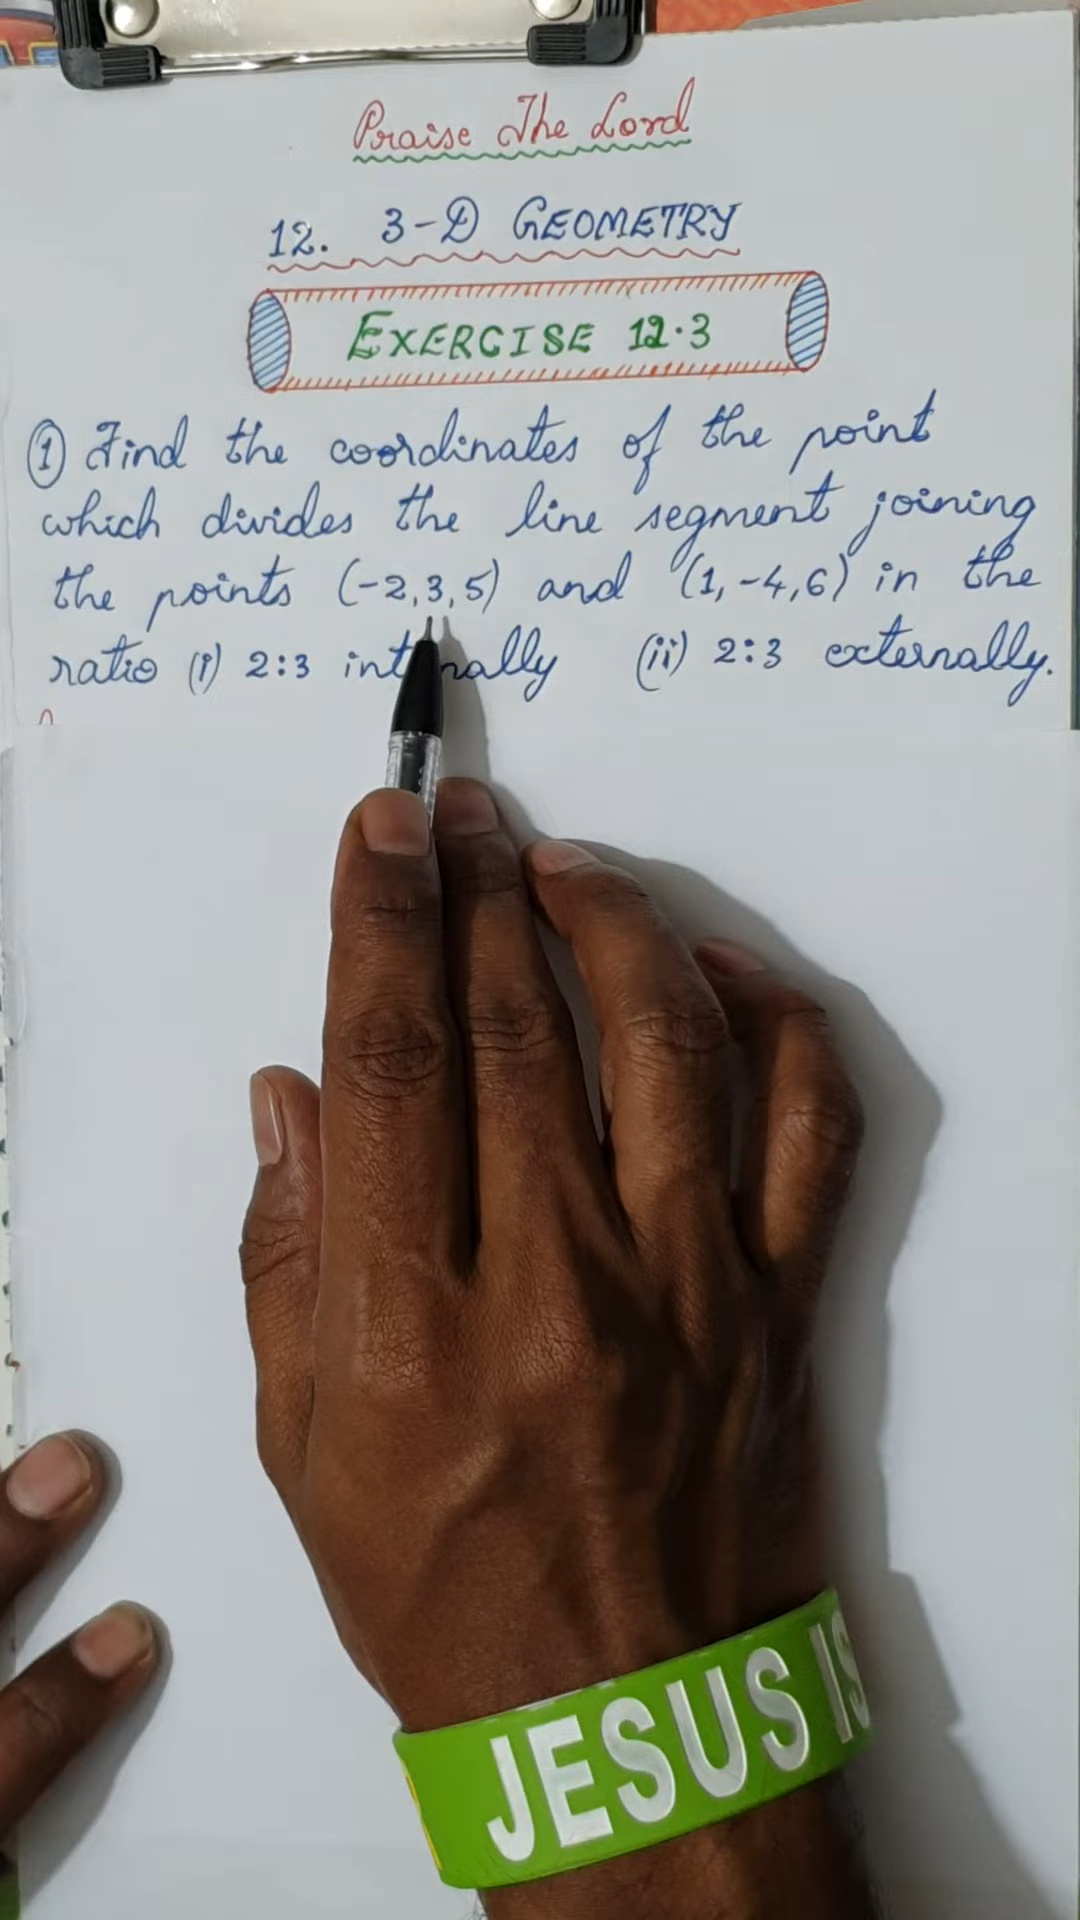 Praise The Lord
12. 3-D GEOMETRY
EXERCISE 12.3
① Find the coordinates of the point
which divides the line segment joining
the points (-2,3,5) and (1,-4,6) in the
ratio (i) 2:3 internally (ii) 2:3 externally.
JESUS IS